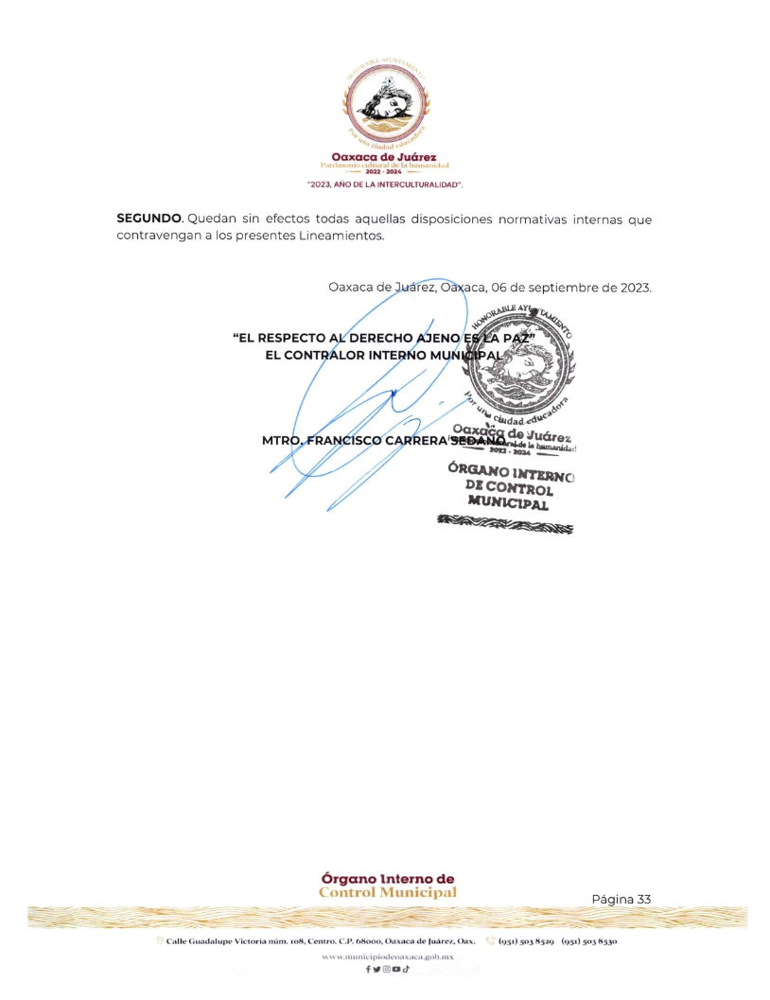 HONORABLE AYUNTAMIENTO
Por una ciudad educadora
Oaxaca de Juárez
Patrimonio cultural de la humanidad
2022 - 2024
"2023, AÑO DE LA INTERCULTURALIDAD".
SEGUNDO. Quedan sin efectos todas aquellas disposiciones normativas internas que
contravengan a los presentes Lineamientos.
Oaxaca de Juárez, Oaxaca, 06 de septiembre de 2023.
“EL RESPECTO AL DERECHO AJENO ES LA PAZ”
EL CONTRALOR INTERNO MUNICIPAL
HONORABLE AYUNTAMIENTO
Por una ciudad educadora
MTRO. FRANCISCO CARRERA SEDANO
Oaxaca de Juárez
de la humanidad
2022 - 2024
ÓRGANO INTERNO
DE CONTROL
MUNICIPAL
Órgano Interno de
Control Municipal
Página 33
Calle Guadalupe Victoria núm. 108, Centro. C.P. 68000, Oaxaca de Juárez, Oax. (951) 503 8529 (951) 503 8530
www.municipiodeoaxaca.gob.mx